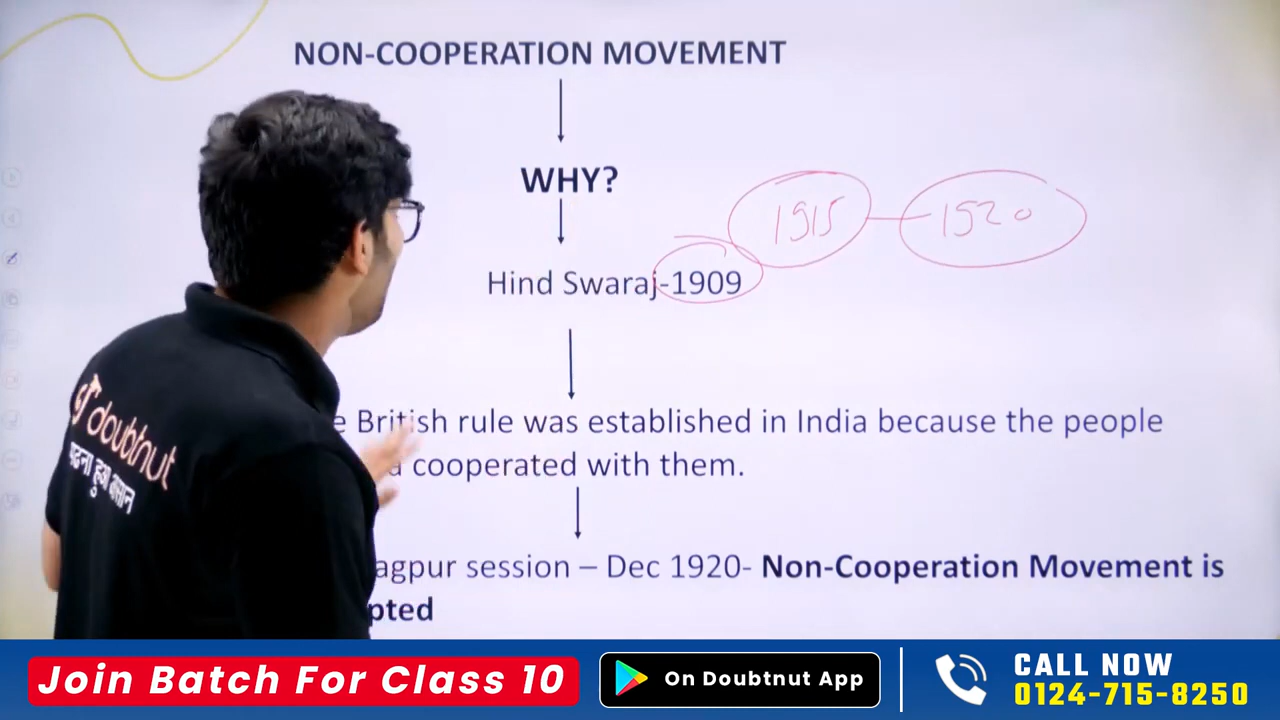 NON-COOPERATION MOVEMENT
WHY?
1915 1920
Hind Swaraj-1909
British rule was established in India because the people
cooperated with them.
agpur session – Dec 1920- Non-Cooperation Movement is
pted
doubtnut
पढ़ना हुआ आसान
Join Batch For Class 10
On Doubtnut App
CALL NOW
0124-715-8250